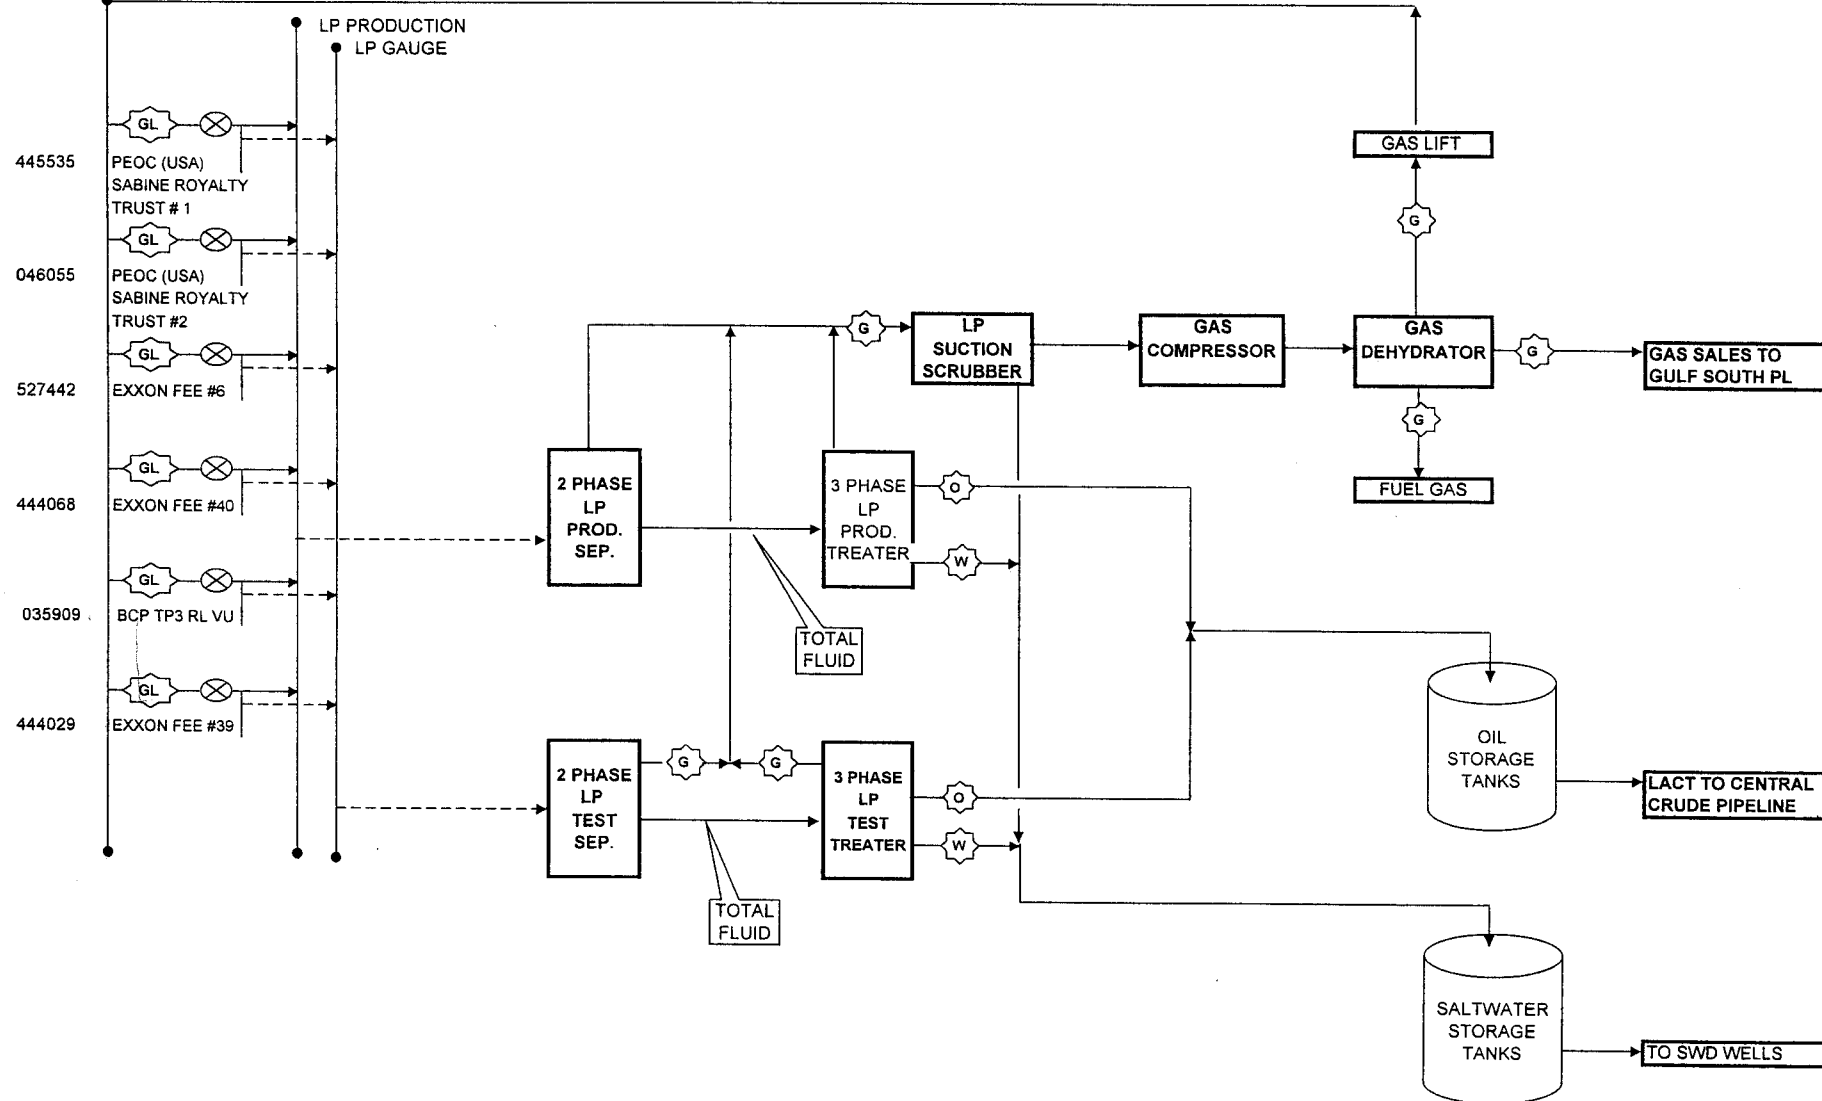 LP PRODUCTION
LP GAUGE
GL
445535 PEOC (USA)
SABINE ROYALTY
TRUST # 1
GL
046055 PEOC (USA)
SABINE ROYALTY
TRUST #2
GL
527442 EXXON FEE #6
GL
444068 EXXON FEE #40
GL
035909 BCP TP3 RL VU
GL
444029 EXXON FEE #39
2 PHASE
LP
PROD.
SEP.
3 PHASE
LP
PROD.
TREATER
O
W
TOTAL
FLUID
2 PHASE
LP
TEST
SEP.
G
G
3 PHASE
LP
TEST
TREATER
O
W
TOTAL
FLUID
G
LP
SUCTION
SCRUBBER
GAS
COMPRESSOR
GAS
DEHYDRATOR
G
GAS LIFT
G
GAS SALES TO
GULF SOUTH PL
G
FUEL GAS
OIL
STORAGE
TANKS
LACT TO CENTRAL
CRUDE PIPELINE
SALTWATER
STORAGE
TANKS
TO SWD WELLS